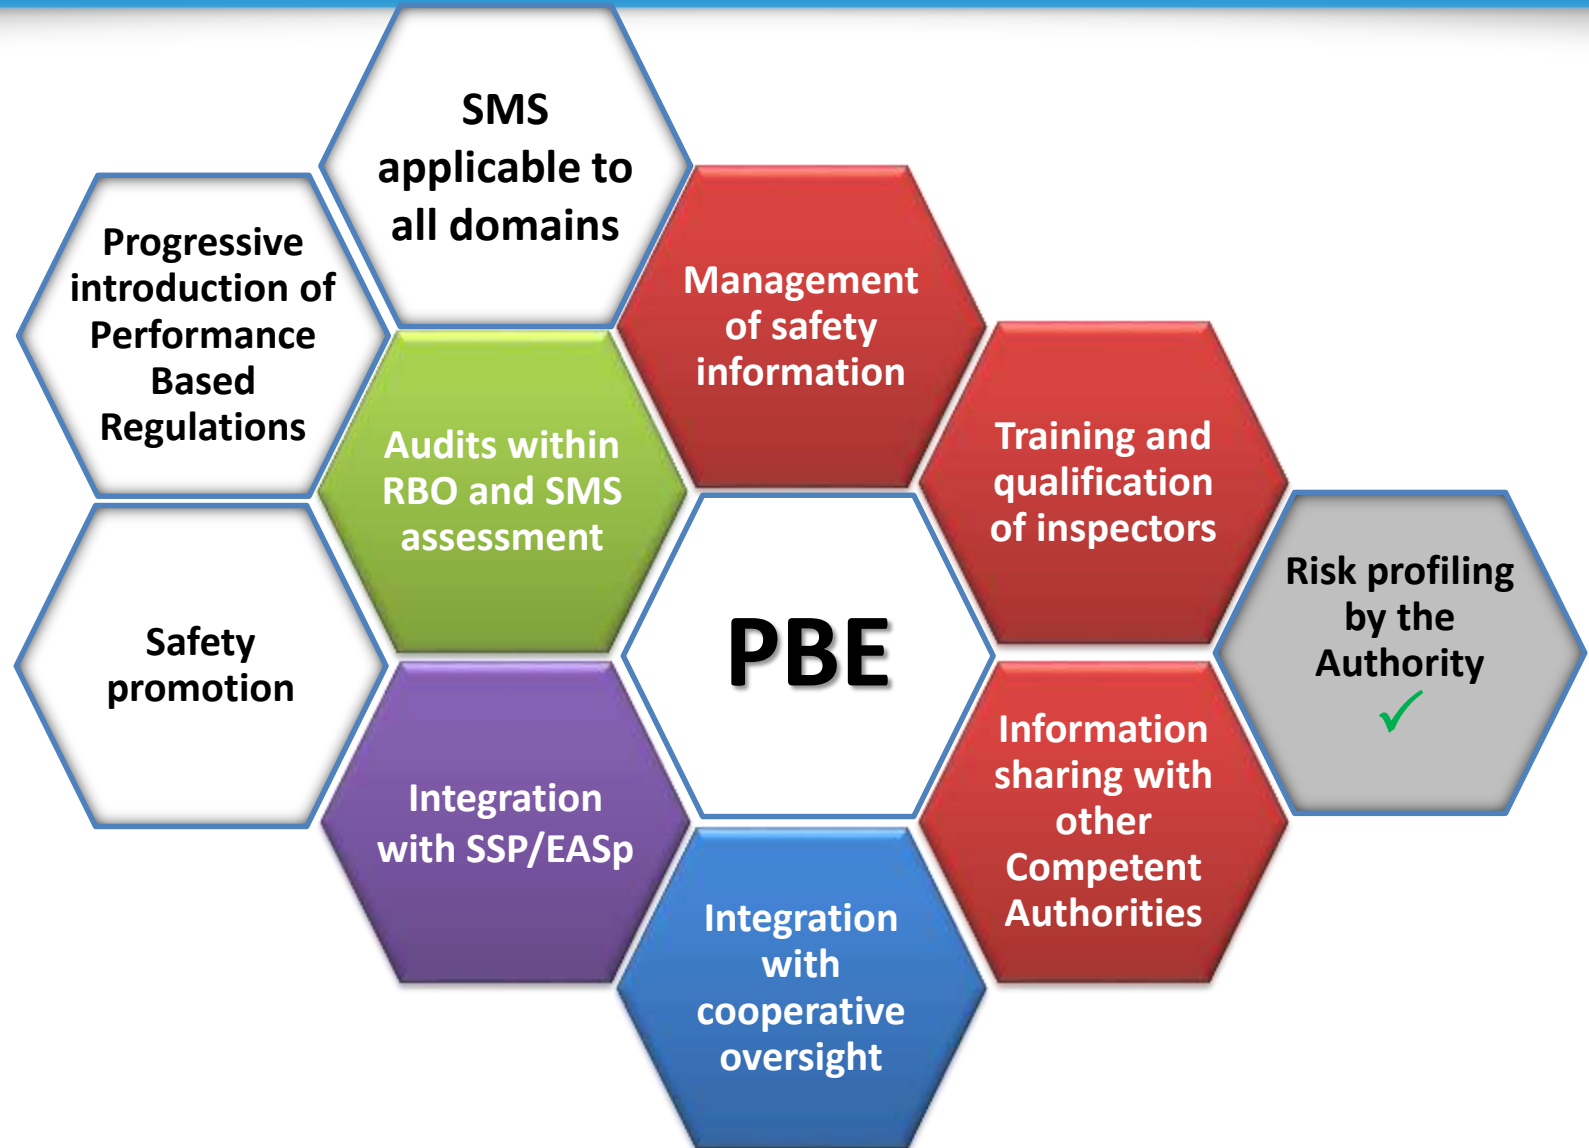 SMS
applicable to
all domains
Progressive
introduction of
Performance
Based
Regulations
Management
of safety
information
Audits within
RBO and SMS
assessment
Training and
qualification
of inspectors
Risk profiling
by the
Authority
Safety
promotion
PBE
Information
sharing with
other
Competent
Authorities
Integration
with SSP/EASp
Integration
with
cooperative
oversight